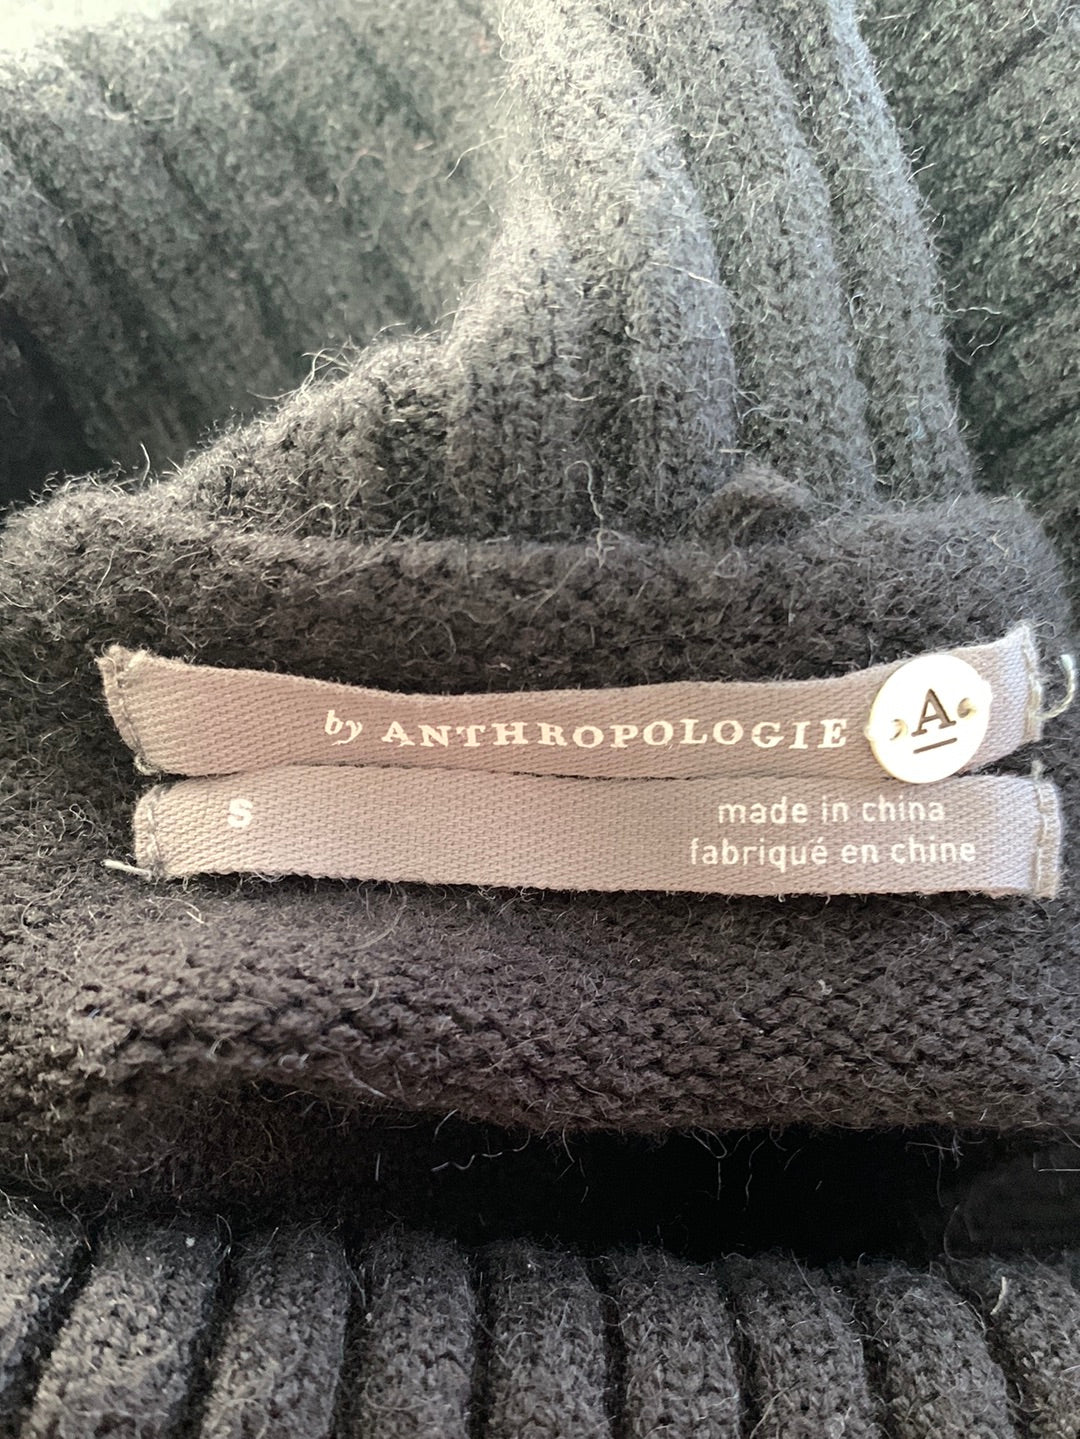 by ANTHROPOLOGIE
A
S
made in china
fabriqué en chine